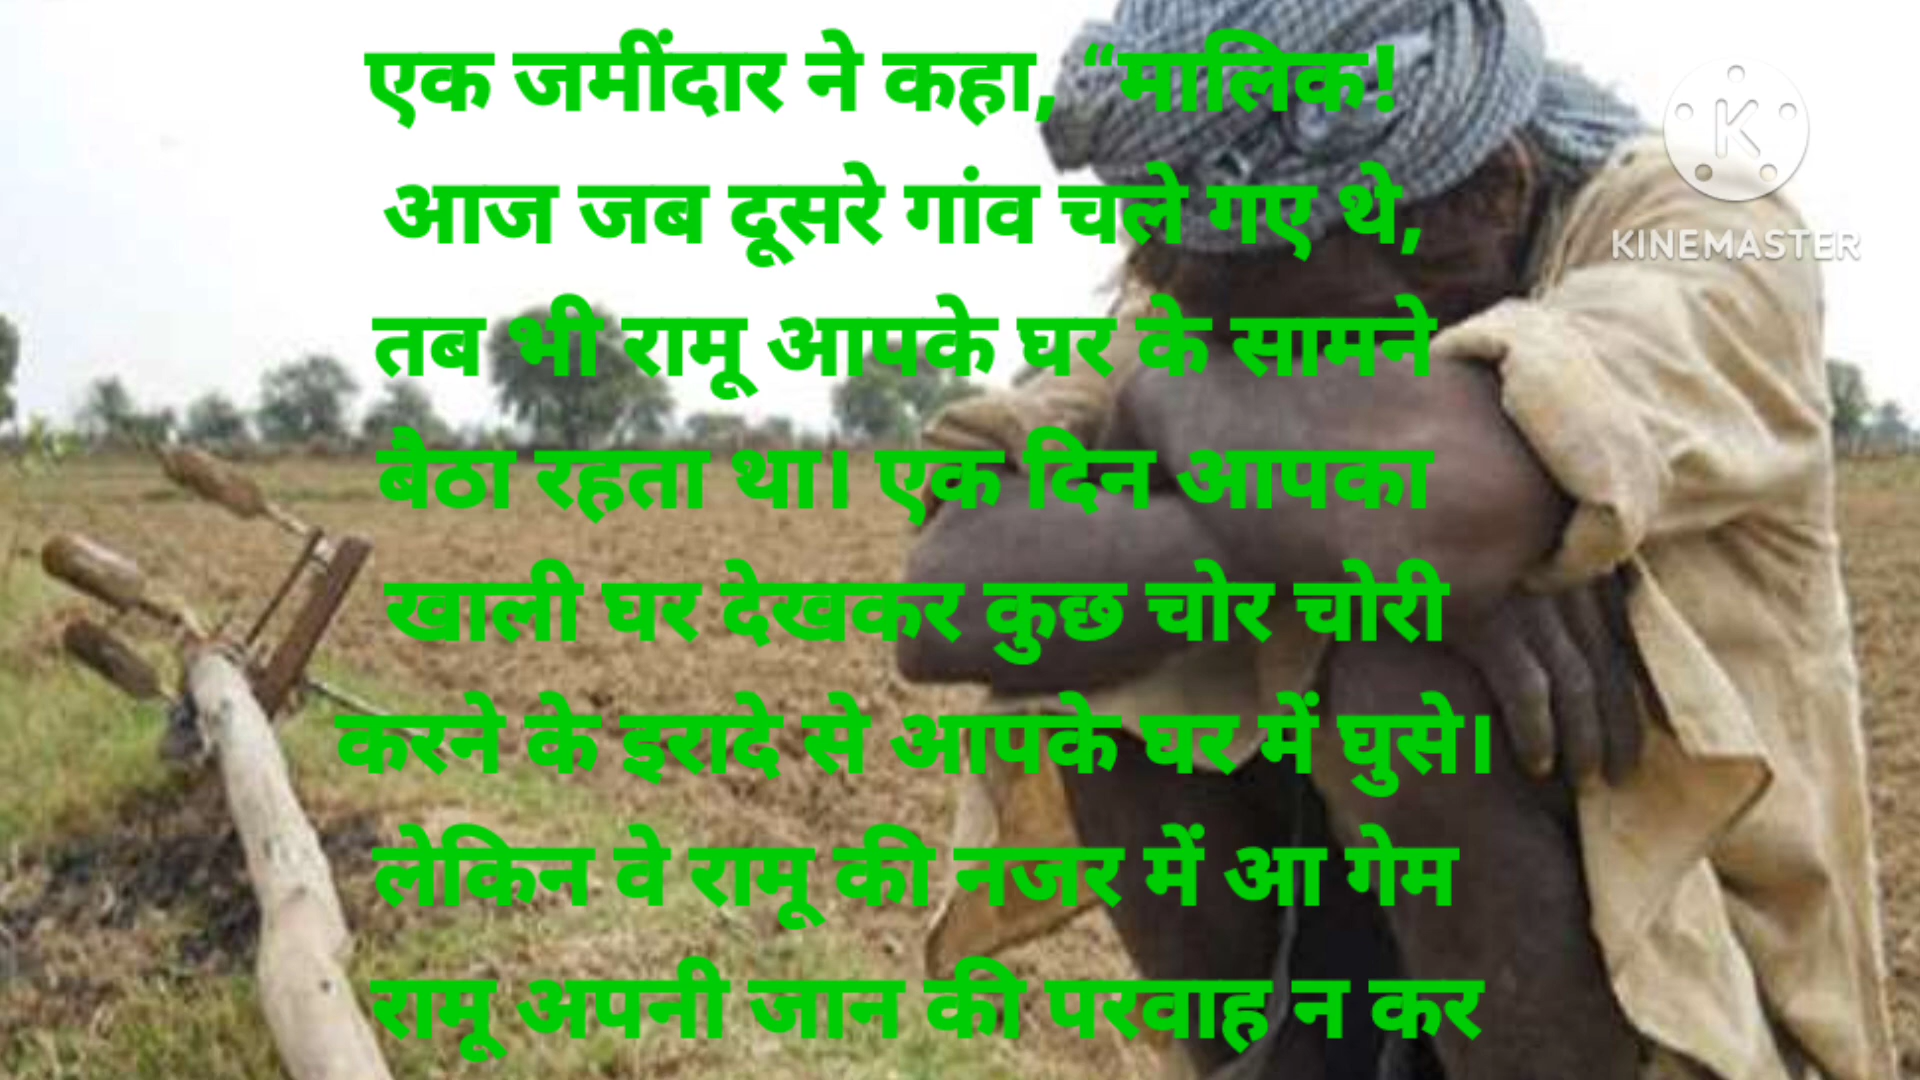 एक जमींदार ने कहा, “मालिक!
आज जब दूसरे गांव चले गए थे,
तब भी रामू आपके घर के सामने
बैठा रहता था। एक दिन आपका
खाली घर देखकर कुछ चोर चोरी
करने के इरादे से आपके घर में घुसे।
लेकिन वे रामू की नजर में आ गेम
रामू अपनी जान की परवाह न कर
K
KINEMASTER